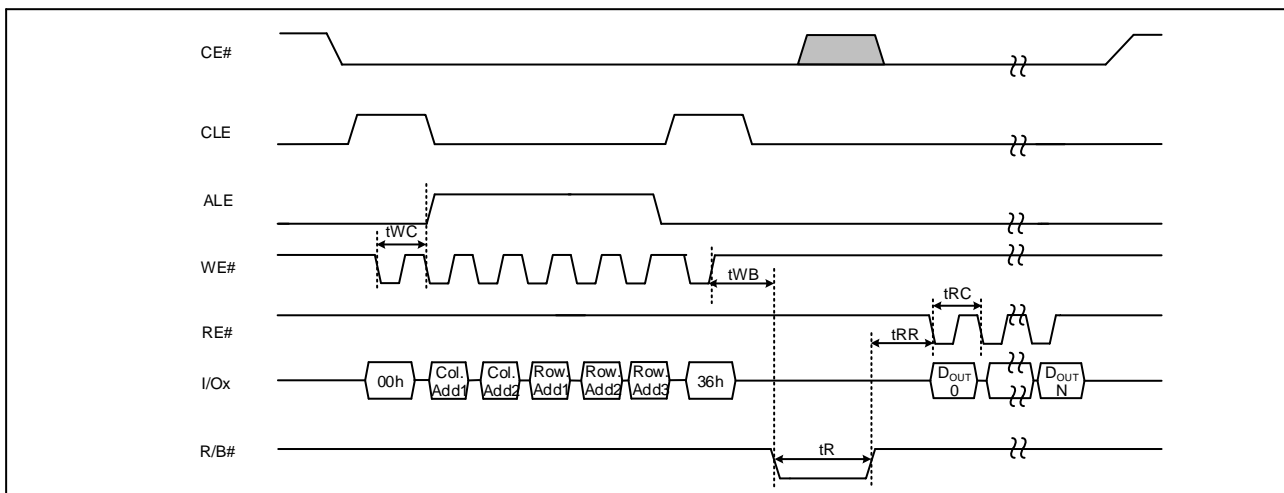 CE#
CLE
ALE
tWC
WE#
tWB
tRC
RE#
tRR
I/Ox
00h
Col.
Add1
Col.
Add2
Row.
Add1
Row.
Add2
Row.
Add3
36h
DOUT
0
DOUT
N
R/B#
tR